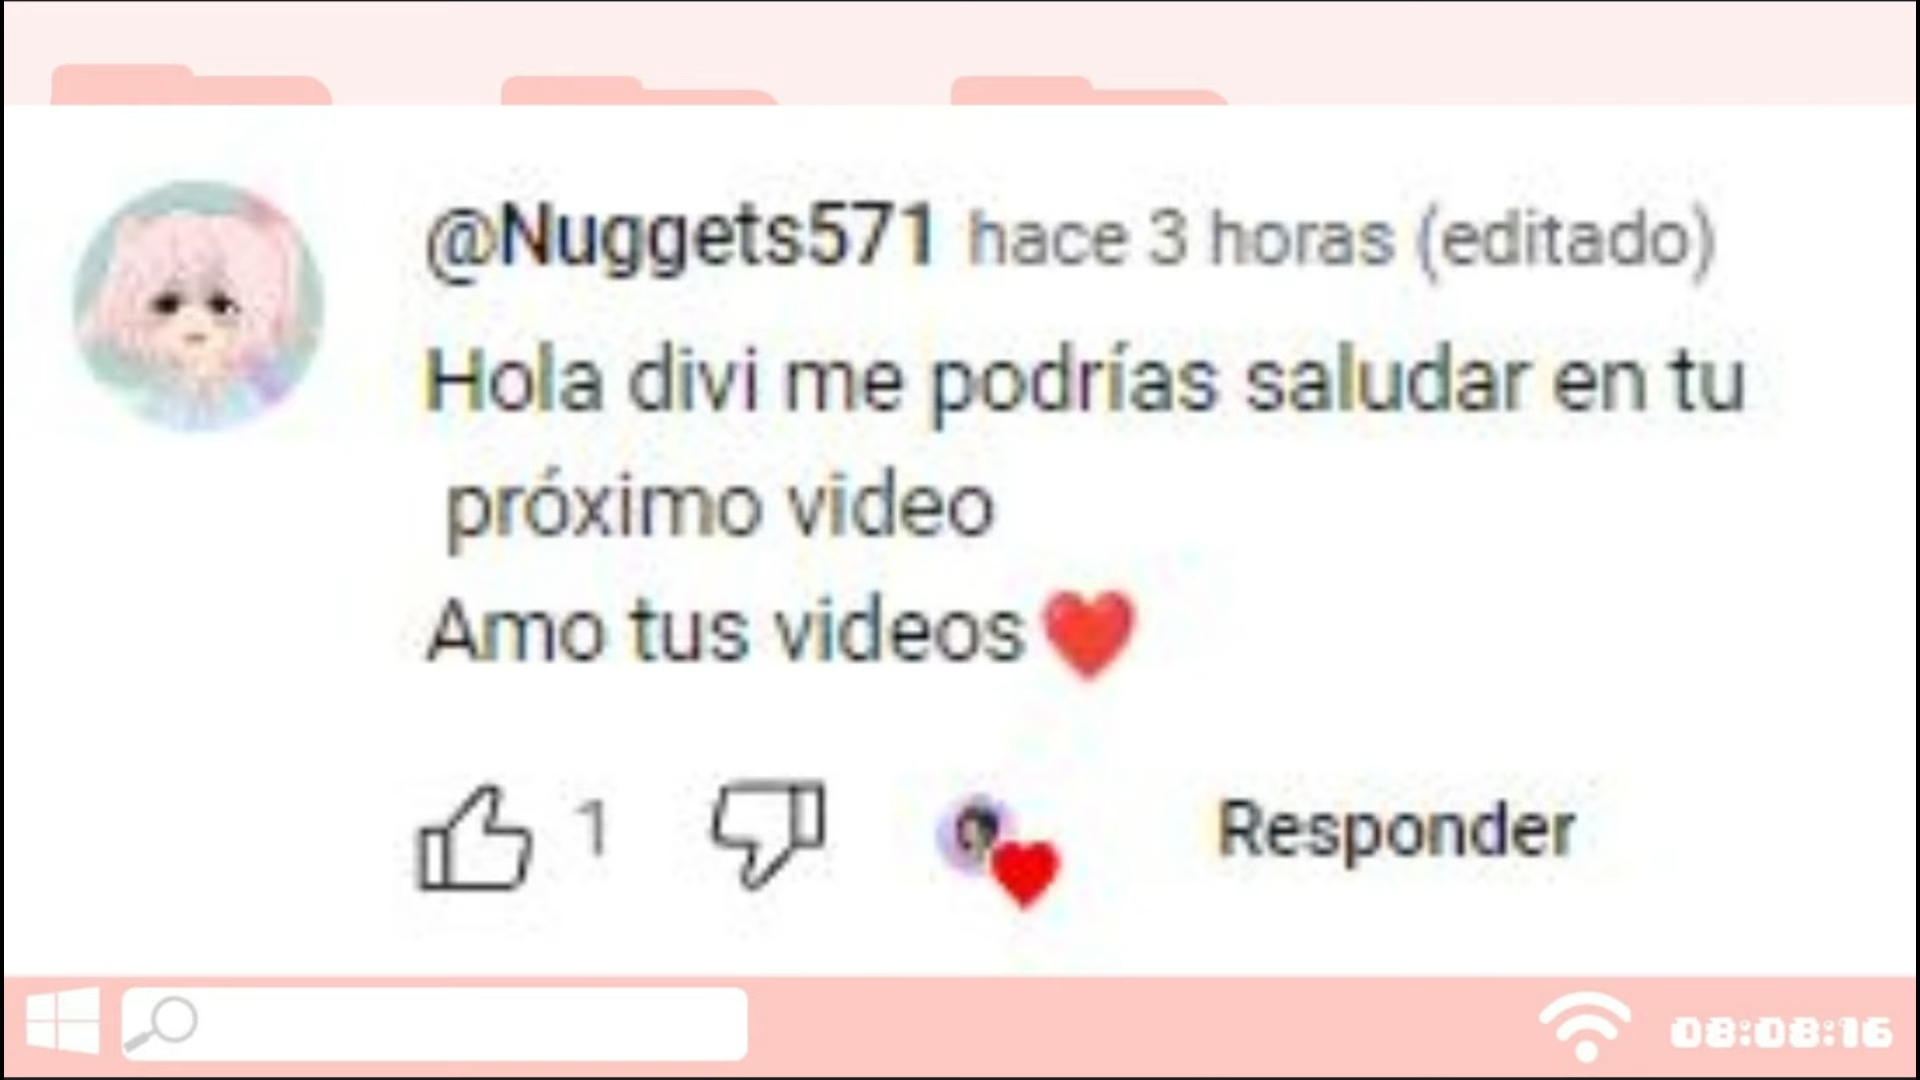 @Nuggets571 hace 3 horas (editado)
Hola divi me podrías saludar en tu
próximo video
Amo tus videos❤️
1
Responder
08:08:16